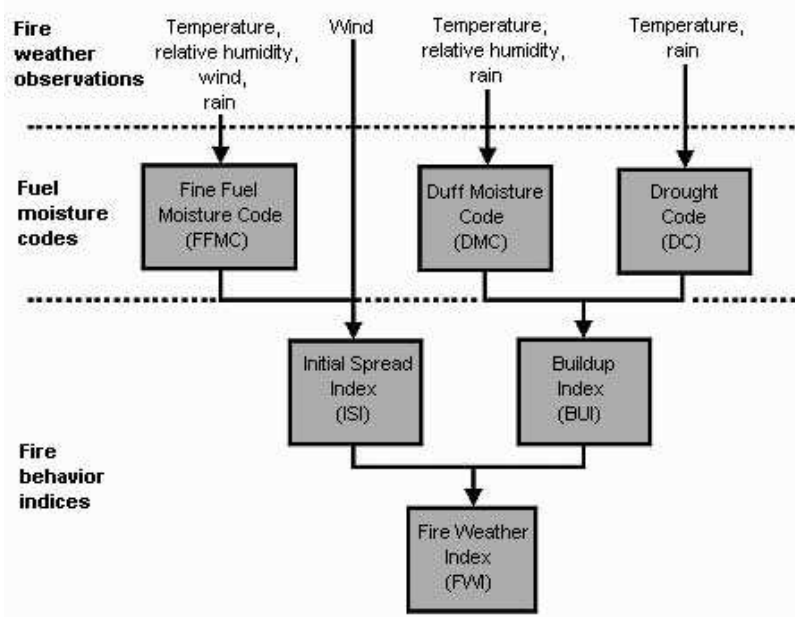 Fire
weather
observations
Temperature,
relative humidity,
wind,
rain
Wind
Temperature,
relative humidity,
rain
Temperature,
rain
Fuel
moisture
codes
Fine Fuel
Moisture Code
(FFMC)
Duff Moisture
Code
(DMC)
Drought
Code
(DC)
Fire
behavior
indices
Initial Spread
Index
(ISI)
Buildup
Index
(BUI)
Fire Weather
Index
(FWI)